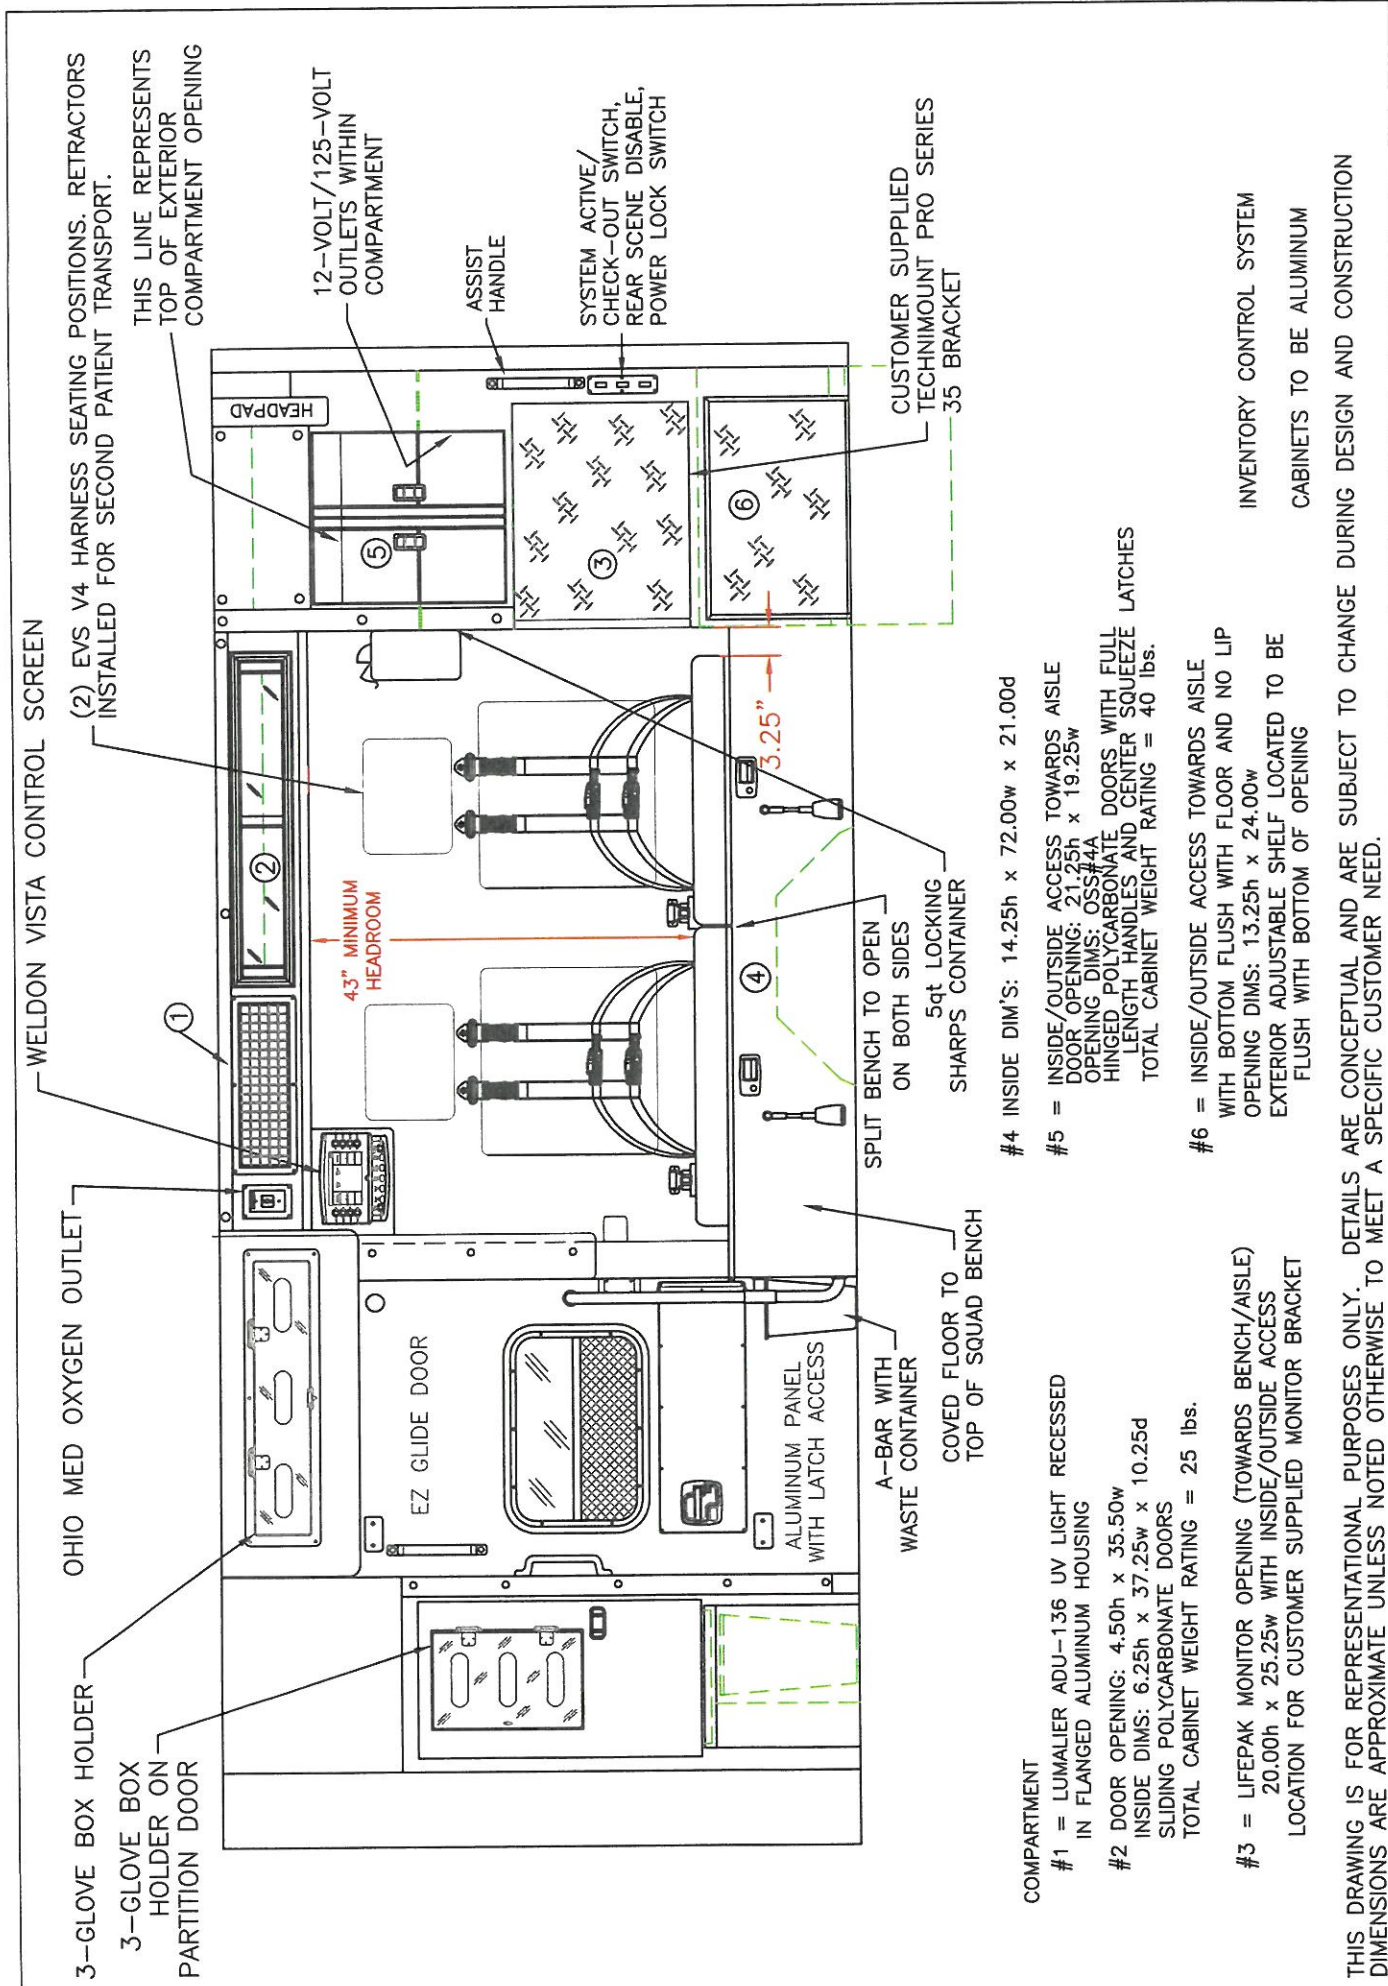 WELDON VISTA CONTROL SCREEN
OHIO MED OXYGEN OUTLET
3-GLOVE BOX HOLDER
3-GLOVE BOX
HOLDER ON
PARTITION DOOR
(2) EVS V4 HARNESS SEATING POSITIONS. RETRACTORS
INSTALLED FOR SECOND PATIENT TRANSPORT.
THIS LINE REPRESENTS
TOP OF EXTERIOR
COMPARTMENT OPENING
12-VOLT/125-VOLT
OUTLETS WITHIN
COMPARTMENT
ASSIST
HANDLE
SYSTEM ACTIVE/
CHECK-OUT SWITCH,
REAR SCENE DISABLE,
POWER LOCK SWITCH
CUSTOMER SUPPLIED
TECHNIMOUNT PRO SERIES
35 BRACKET
HEADPAD
1
2
3
4
5
6
43" MINIMUM
HEADROOM
3.25"
EZ GLIDE DOOR
ALUMINUM PANEL
WITH LATCH ACCESS
A-BAR WITH
WASTE CONTAINER
COVED FLOOR TO
TOP OF SQUAD BENCH
SPLIT BENCH TO OPEN
ON BOTH SIDES
5qt LOCKING
SHARPS CONTAINER
COMPARTMENT
#1 = LUMALIER ADU-136 UV LIGHT RECESSED
IN FLANGED ALUMINUM HOUSING
#2 DOOR OPENING: 4.50h x 35.50w
INSIDE DIMS: 6.25h x 37.25w x 10.25d
SLIDING POLYCARBONATE DOORS
TOTAL CABINET WEIGHT RATING = 25 lbs.
#3 = LIFEPAK MONITOR OPENING (TOWARDS BENCH/AISLE)
20.00h x 25.25w WITH INSIDE/OUTSIDE ACCESS
LOCATION FOR CUSTOMER SUPPLIED MONITOR BRACKET
#4 INSIDE DIM'S: 14.25h x 72.00w x 21.00d
#5 = INSIDE/OUTSIDE ACCESS TOWARDS AISLE
DOOR OPENING: 21.25h x 19.25w
OPENING DIMS: OSS#4A
HINGED POLYCARBONATE DOORS WITH FULL
LENGTH HANDLES AND CENTER SQUEEZE LATCHES
TOTAL CABINET WEIGHT RATING = 40 lbs.
#6 = INSIDE/OUTSIDE ACCESS TOWARDS AISLE
WITH BOTTOM FLUSH WITH FLOOR AND NO LIP
OPENING DIMS: 13.25h x 24.00w
EXTERIOR ADJUSTABLE SHELF LOCATED TO BE
FLUSH WITH BOTTOM OF OPENING
INVENTORY CONTROL SYSTEM
CABINETS TO BE ALUMINUM
THIS DRAWING IS FOR REPRESENTATIONAL PURPOSES ONLY. DETAILS ARE CONCEPTUAL AND ARE SUBJECT TO CHANGE DURING DESIGN AND CONSTRUCTION
DIMENSIONS ARE APPROXIMATE UNLESS NOTED OTHERWISE TO MEET A SPECIFIC CUSTOMER NEED.